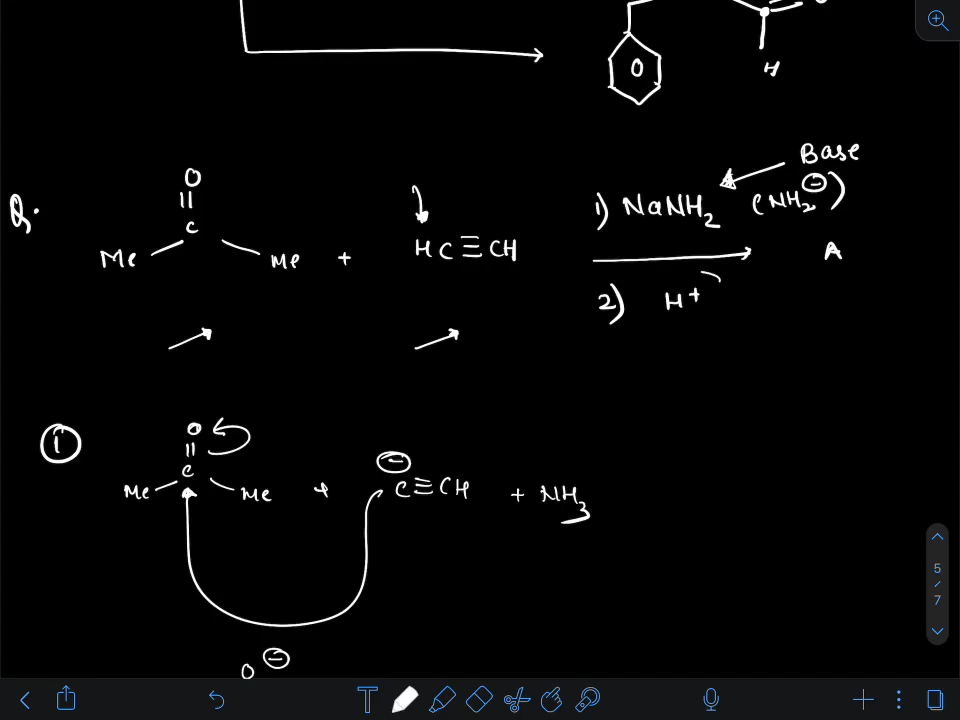 O
H
Base
Q.
O
||
C
Me Me + HC≡CH
1) NaNH₂ (NH₂⊖)
A
2) H+
①
O
||
C
Me Me + ⊖C≡CH + NH₃
O⊖
5
/
7
T